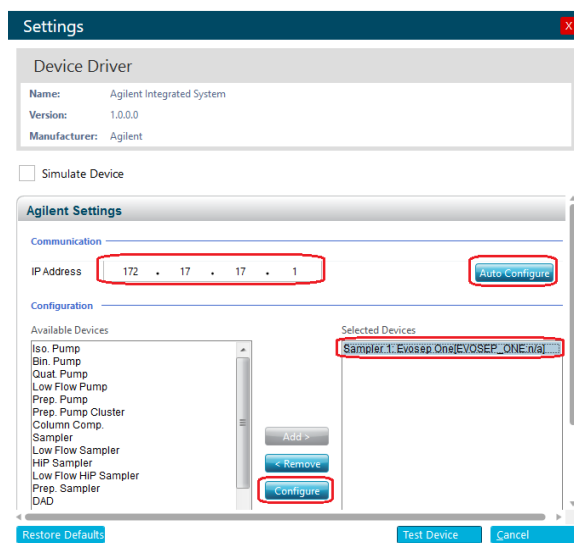 Settings
X
Device Driver
Name: Agilent Integrated System
Version: 1.0.0.0
Manufacturer: Agilent
Simulate Device
Agilent Settings
Communication
IP Address 172 . 17 . 17 . 1 Auto Configure
Configuration
Available Devices Selected Devices
Iso. Pump Sampler 1: Evosep One[EVOSEP_ONE:n/a]
Bin. Pump
Quat. Pump
Low Flow Pump
Prep. Pump
Prep. Pump Cluster
Column Comp.
Sampler Add >
Low Flow Sampler
HiP Sampler < Remove
Low Flow HiP Sampler
Prep. Sampler Configure
DAD
Restore Defaults Test Device Cancel